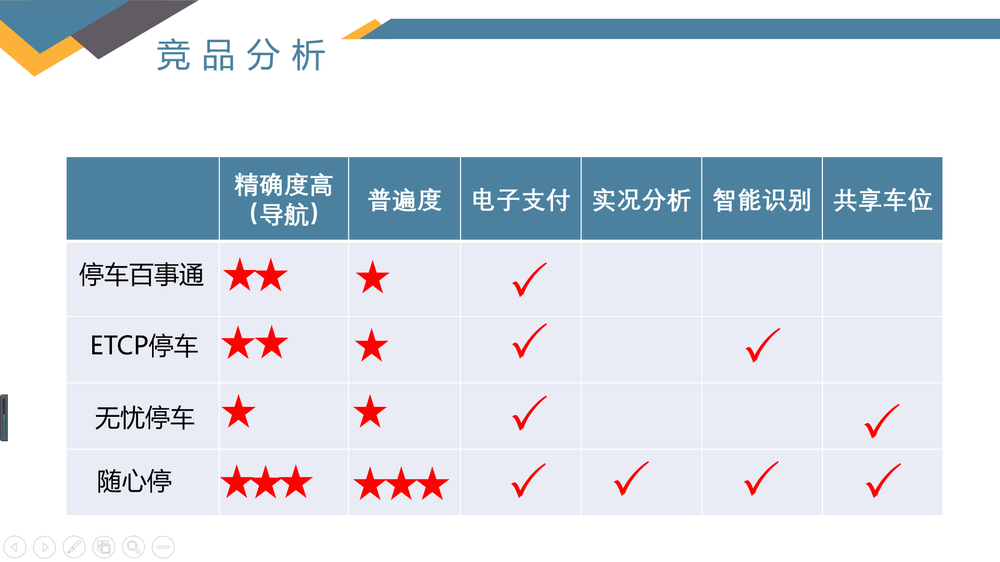 竞品分析
精确度高
（导航） 普遍度 电子支付 实况分析 智能识别 共享车位
停车百事通 ★★ ★ ✓
ETCP停车 ★★ ★ ✓ ✓
无忧停车 ★ ★ ✓ ✓
随心停 ★★★ ★★★ ✓ ✓ ✓ ✓